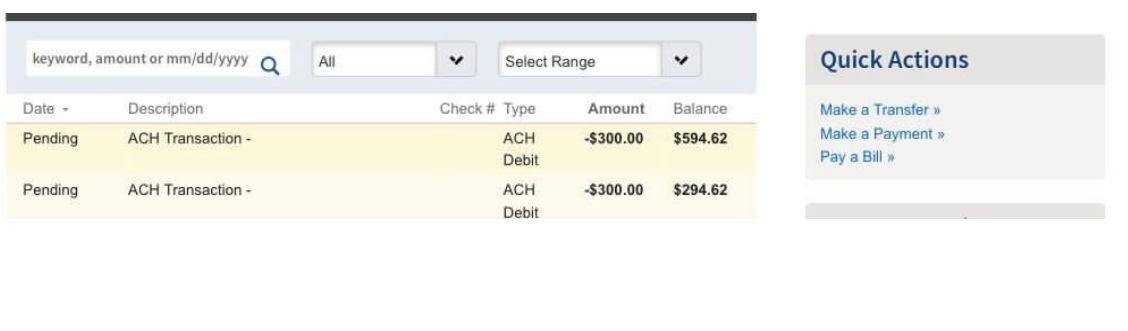 keyword, amount or mm/dd/yyyy All Select Range
Date Description Check # Type Amount Balance
Pending ACH Transaction - ACH -$300.00 $594.62
Debit
Pending ACH Transaction - ACH -$300.00 $294.62
Debit
Quick Actions
Make a Transfer »
Make a Payment »
Pay a Bill »